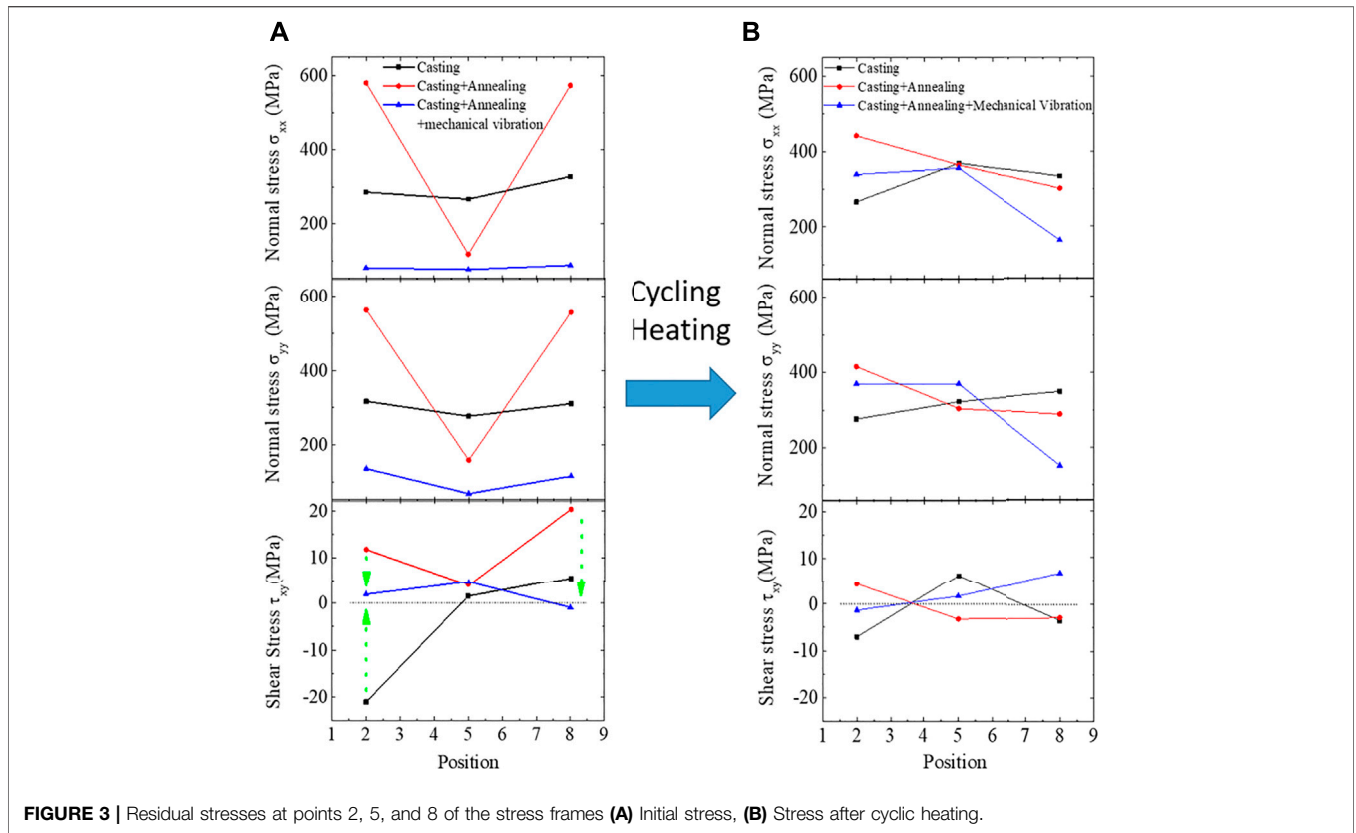 A
Casting
Casting+Annealing
Casting+Annealing
+mechanical vibration
Normal stress σxx (MPa)
600
400
200
Normal stress σyy (MPa)
600
400
200
Shear Stress τxy(MPa)
20
10
0
-10
-20
1 2 3 4 5 6 7 8 9
Position
Cycling
Heating
B
Casting
Casting+Annealing
Casting+Annealing+Mechanical Vibration
Normal stress σxx (MPa)
600
400
200
Normal stress σyy (MPa)
600
400
200
Shear stress τxy(MPa)
20
10
0
-10
-20
1 2 3 4 5 6 7 8 9
Position
FIGURE 3 | Residual stresses at points 2, 5, and 8 of the stress frames (A) Initial stress, (B) Stress after cyclic heating.